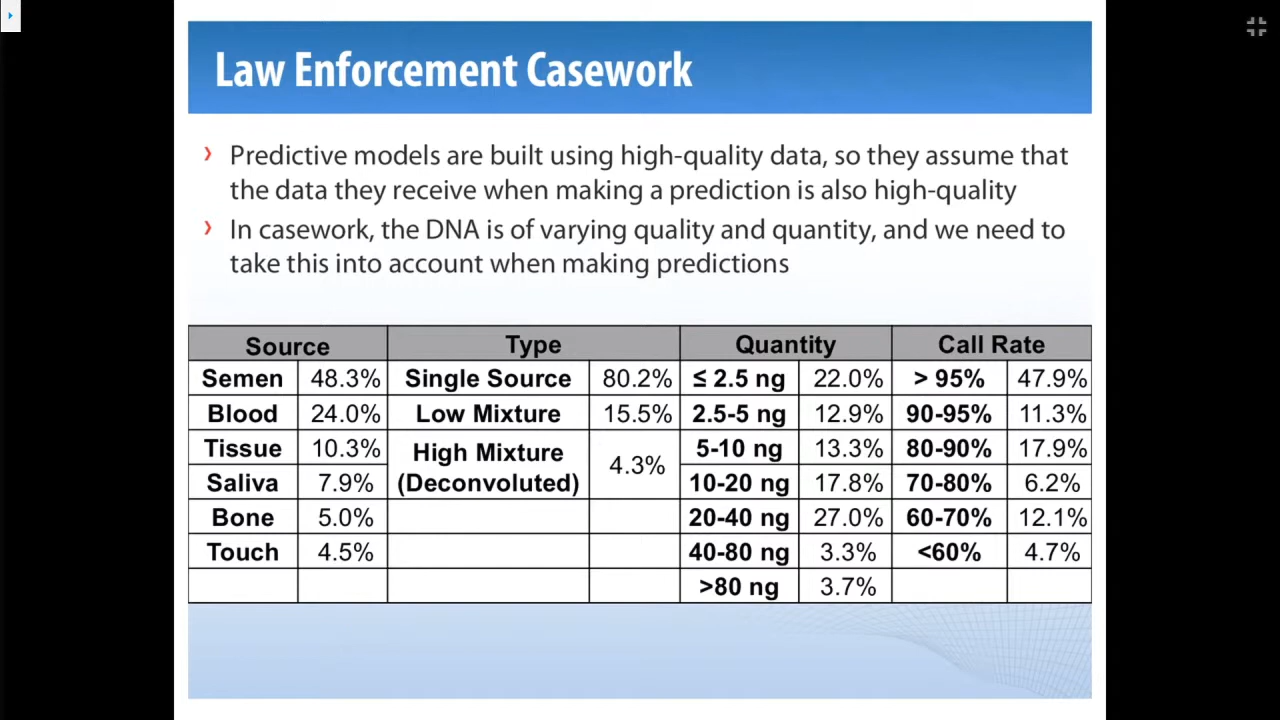 Law Enforcement Casework
› Predictive models are built using high-quality data, so they assume that
the data they receive when making a prediction is also high-quality
› In casework, the DNA is of varying quality and quantity, and we need to
take this into account when making predictions
Source Type Quantity Call Rate
Semen 48.3% Single Source 80.2% ≤ 2.5 ng 22.0% > 95% 47.9%
Blood 24.0% Low Mixture 15.5% 2.5-5 ng 12.9% 90-95% 11.3%
Tissue 10.3% High Mixture 4.3% 5-10 ng 13.3% 80-90% 17.9%
Saliva 7.9% (Deconvoluted) 10-20 ng 17.8% 70-80% 6.2%
Bone 5.0% 20-40 ng 27.0% 60-70% 12.1%
Touch 4.5% 40-80 ng 3.3% <60% 4.7%
>80 ng 3.7%